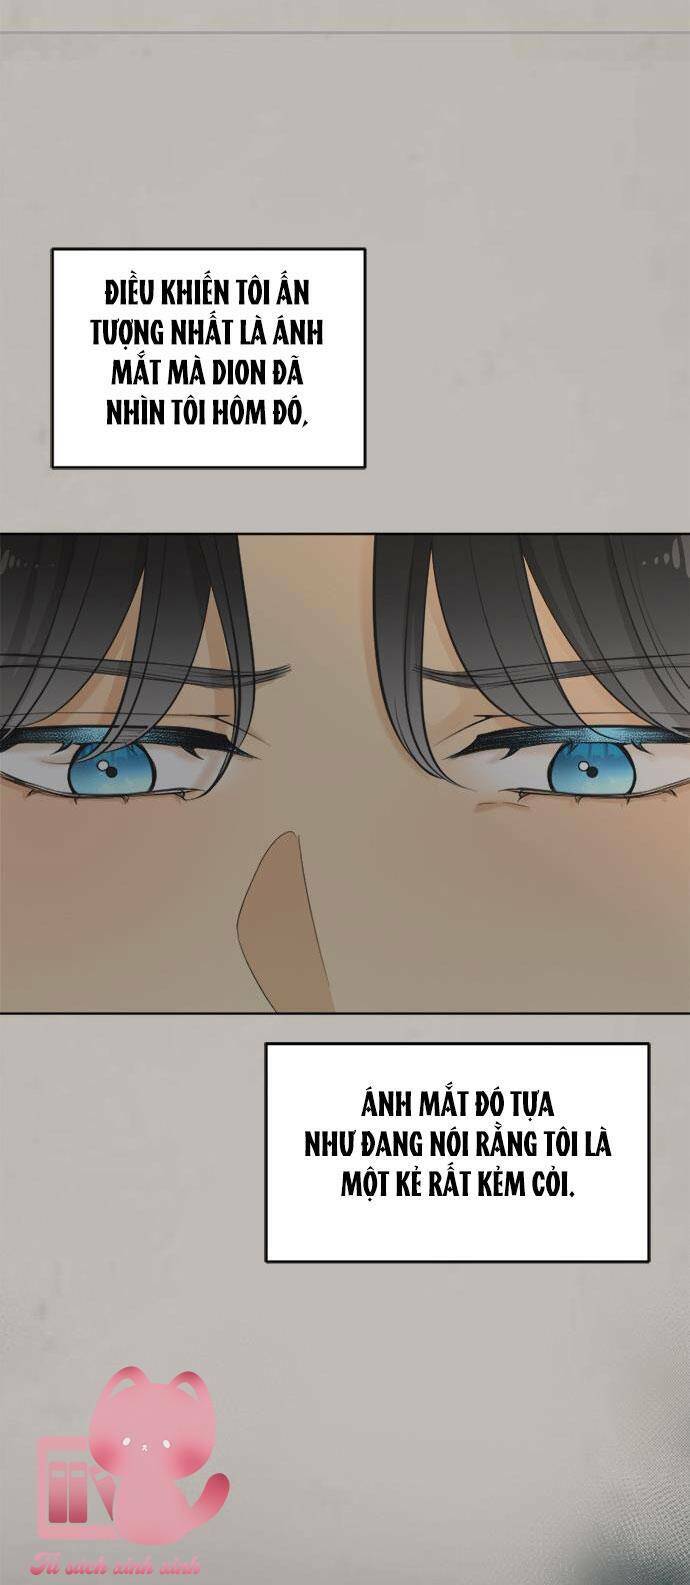 ĐIỀU KHIẾN TÔI ẤN
TƯỢNG NHẤT LÀ ÁNH
MẮT MÀ DION ĐÃ
NHÌN TÔI HÔM ĐÓ,
ÁNH MẮT ĐÓ TỰA
NHƯ ĐANG NÓI RẰNG TÔI LÀ
MỘT KẺ RẤT KẺM CỎI.
Tủ sách xinh xinh